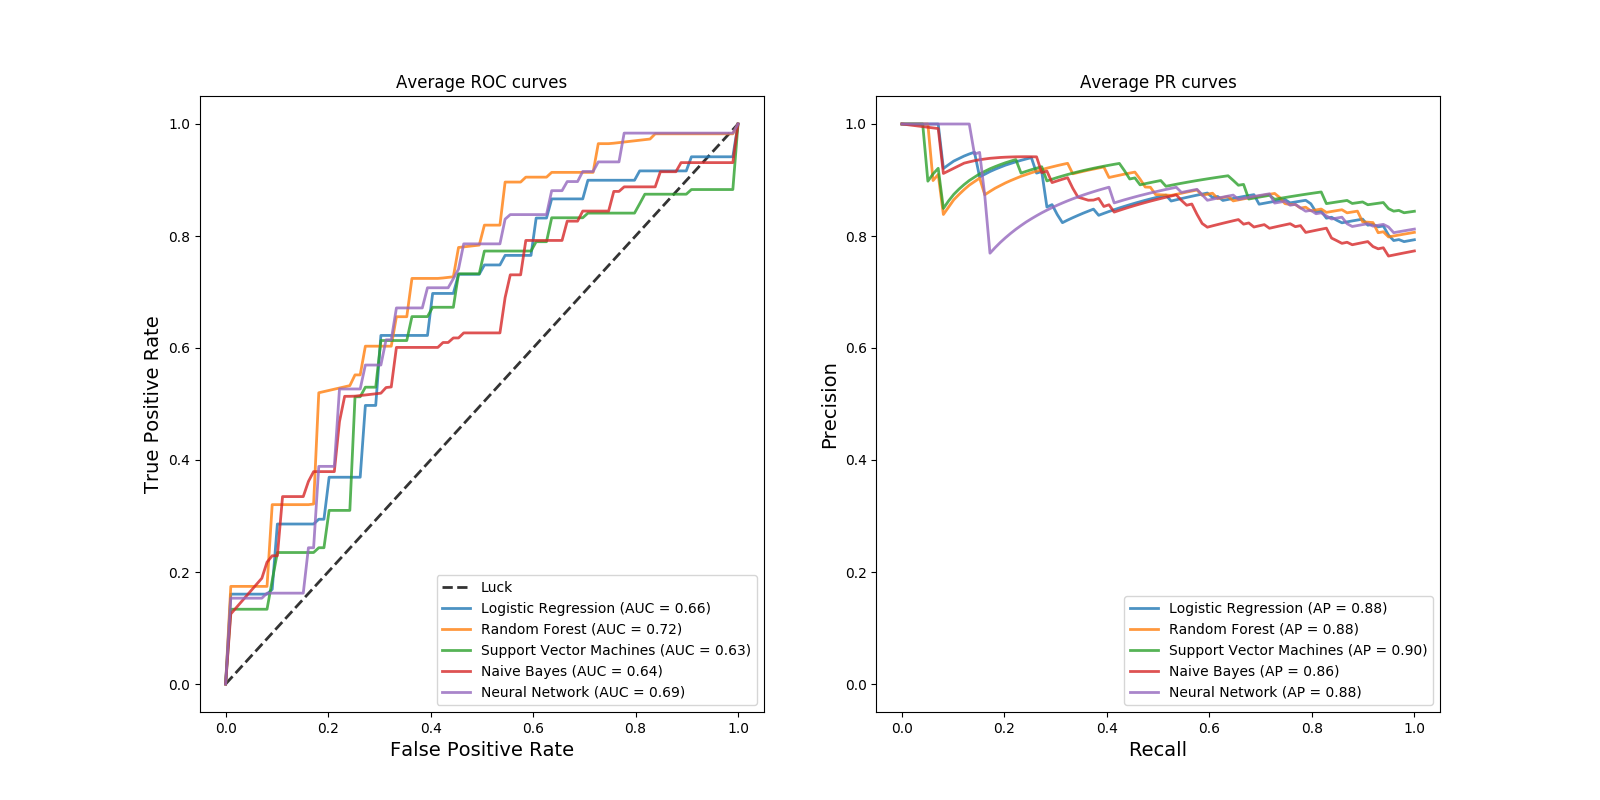 Average ROC curves
True Positive Rate
1.0
0.8
0.6
0.4
0.2
0.0
Luck
Logistic Regression (AUC = 0.66)
Random Forest (AUC = 0.72)
Support Vector Machines (AUC = 0.63)
Naive Bayes (AUC = 0.64)
Neural Network (AUC = 0.69)
0.0 0.2 0.4 0.6 0.8 1.0
False Positive Rate
Average PR curves
Precision
1.0
0.8
0.6
0.4
0.2
0.0
Logistic Regression (AP = 0.88)
Random Forest (AP = 0.88)
Support Vector Machines (AP = 0.90)
Naive Bayes (AP = 0.86)
Neural Network (AP = 0.88)
0.0 0.2 0.4 0.6 0.8 1.0
Recall